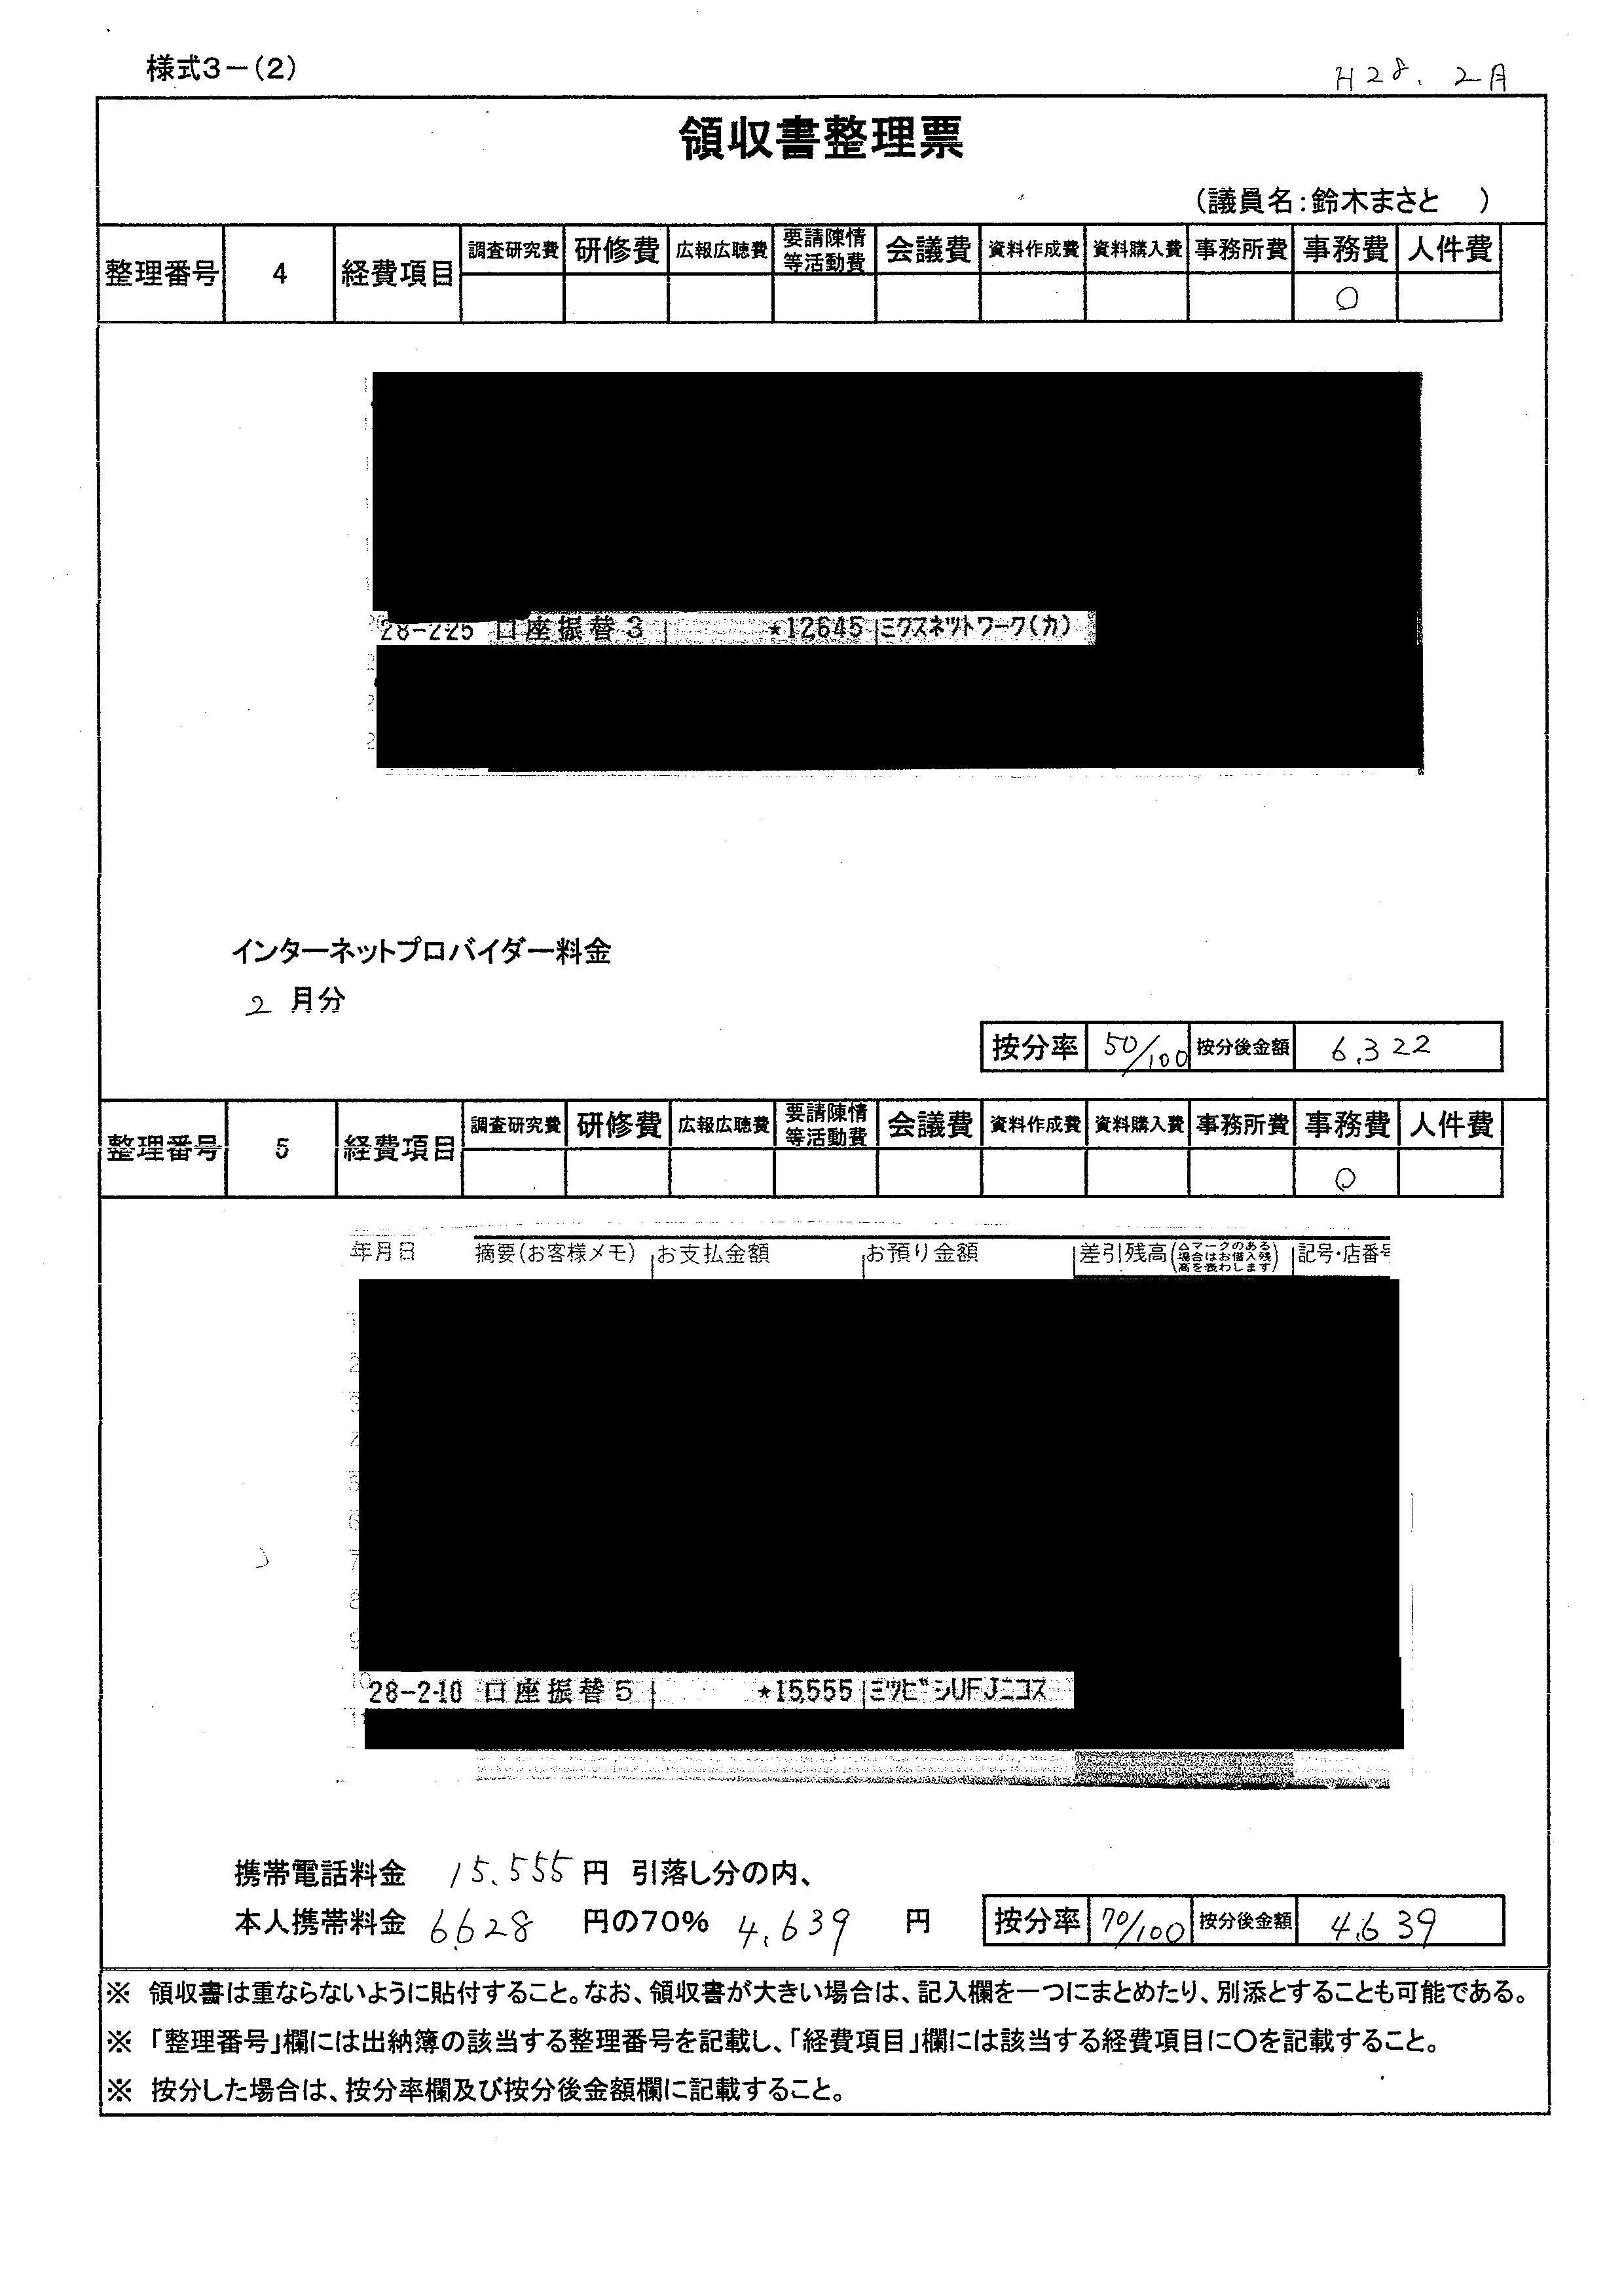 様式3－(2)
H28. 2月
領収書整理票
(議員名:鈴木まさと　)
整理番号 4 経費項目 調査研究費 研修費 広報広聴費 要請陳情等活動費 会議費 資料作成費 資料購入費 事務所費 事務費 人件費
○
28-2-25 口座振替3 ★12,645 ミクスネツトワーク(カ)
インターネットプロバイダー料金
2 月分
按分率 50/100 按分後金額 6,322
整理番号 5 経費項目 調査研究費 研修費 広報広聴費 要請陳情等活動費 会議費 資料作成費 資料購入費 事務所費 事務費 人件費
○
年月日 摘要(お客様メモ) お支払金額 お預り金額 差引残高(△マークのある場合はお借入残高を表わします) 記号・店番号
28-2-10 口座振替5 ★15,555 ミツビシUFJニコス
携帯電話料金 15,555 円 引落し分の内、
本人携帯料金 6,628 円の70% 4,639 円 按分率 70/100 按分後金額 4,639
※ 領収書は重ならないように貼付すること。なお、領収書が大きい場合は、記入欄を一つにまとめたり、別添とすることも可能である。
※ 「整理番号」欄には出納簿の該当する整理番号を記載し、「経費項目」欄には該当する経費項目に○を記載すること。
※ 按分した場合は、按分率欄及び按分後金額欄に記載すること。